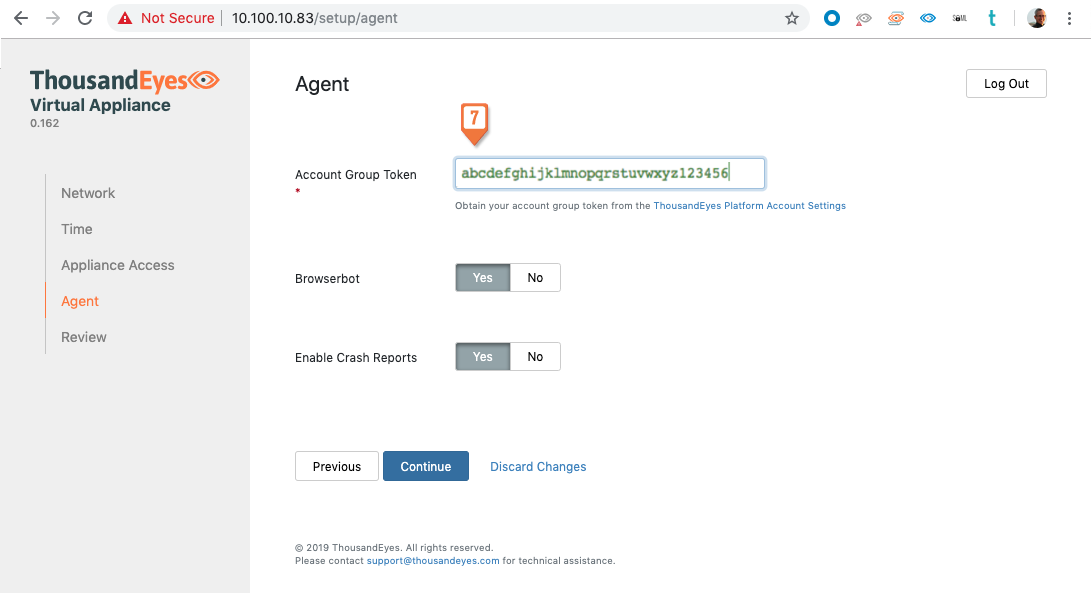 Not Secure 10.100.10.83/setup/agent
ThousandEyes
Virtual Appliance
0.162
Network
Time
Appliance Access
Agent
Review
Agent
Log Out
7
Account Group Token
*
abcdefghijklmnopqrstuvwxyz123456
Obtain your account group token from the ThousandEyes Platform Account Settings
Browserbot
Yes No
Enable Crash Reports
Yes No
Previous Continue Discard Changes
© 2019 ThousandEyes. All rights reserved.
Please contact support@thousandeyes.com for technical assistance.